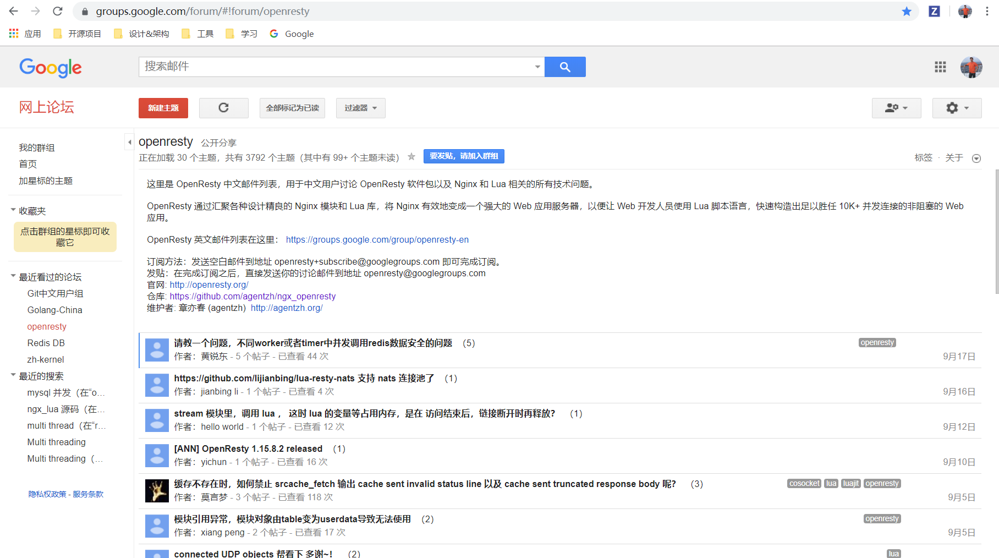 groups.google.com/forum/#!forum/openresty
Z
应用 开源项目 设计&架构 工具 学习 Google
Google
搜索邮件
网上论坛
新建主题 全部标记为已读 过滤器
我的群组
首页
加星标的主题
收藏夹
点击群组的星标即可收
藏它
最近看过的论坛
Git中文用户组
Golang-China
openresty
Redis DB
zh-kernel
最近的搜索
mysql 并发（在“o...
ngx_lua 源码（在...
multi thread（在“r...
Multi threading
Multi threading（...
隐私权政策 - 服务条款
openresty 公开分享
正在加载 30 个主题，共有 3792 个主题（其中有 99+ 个主题未读） 要发贴，请加入群组
标签 · 关于
这里是 OpenResty 中文邮件列表，用于中文用户讨论 OpenResty 软件包以及 Nginx 和 Lua 相关的所有技术问题。
OpenResty 通过汇聚各种设计精良的 Nginx 模块和 Lua 库，将 Nginx 有效地变成一个强大的 Web 应用服务器，以便让 Web 开发人员使用 Lua 脚本语言，快速构造出足以胜任 10K+ 并发连接的非阻塞的 Web
应用。
OpenResty 英文邮件列表在这里： https://groups.google.com/group/openresty-en
订阅方法：发送空白邮件到地址 openresty+subscribe@googlegroups.com 即可完成订阅。
发贴：在完成订阅之后，直接发送你的讨论邮件到地址 openresty@googlegroups.com
官网: http://openresty.org/
仓库: https://github.com/agentzh/ngx_openresty
维护者: 章亦春 (agentzh) http://agentzh.org/
请教一个问题，不同worker或者timer中并发调用redis数据安全的问题 （5） openresty
作者：黄锐东 - 5 个帖子 - 已查看 44 次 9月17日
https://github.com/lijianbing/lua-resty-nats 支持 nats 连接池了 （1）
作者：jianbing li - 1 个帖子 - 已查看 4 次 9月16日
stream 模块里，调用 lua ， 这时 lua 的变量等占用内存，是在 访问结束后，链接断开时再释放？ （1）
作者：hello world - 1 个帖子 - 已查看 12 次 9月12日
[ANN] OpenResty 1.15.8.2 released （1）
作者：yichun - 1 个帖子 - 已查看 16 次 9月10日
缓存不存在时，如何禁止 srcache_fetch 输出 cache sent invalid status line 以及 cache sent truncated response body 呢？ （3） cosocket lua luajit openresty
作者：莫言梦 - 3 个帖子 - 已查看 118 次 9月5日
模块引用异常，模块对象由table变为userdata导致无法使用 （2） openresty
作者：xiang peng - 2 个帖子 - 已查看 17 次 9月5日
connected UDP objects 帮看下 多谢~! （2） lua